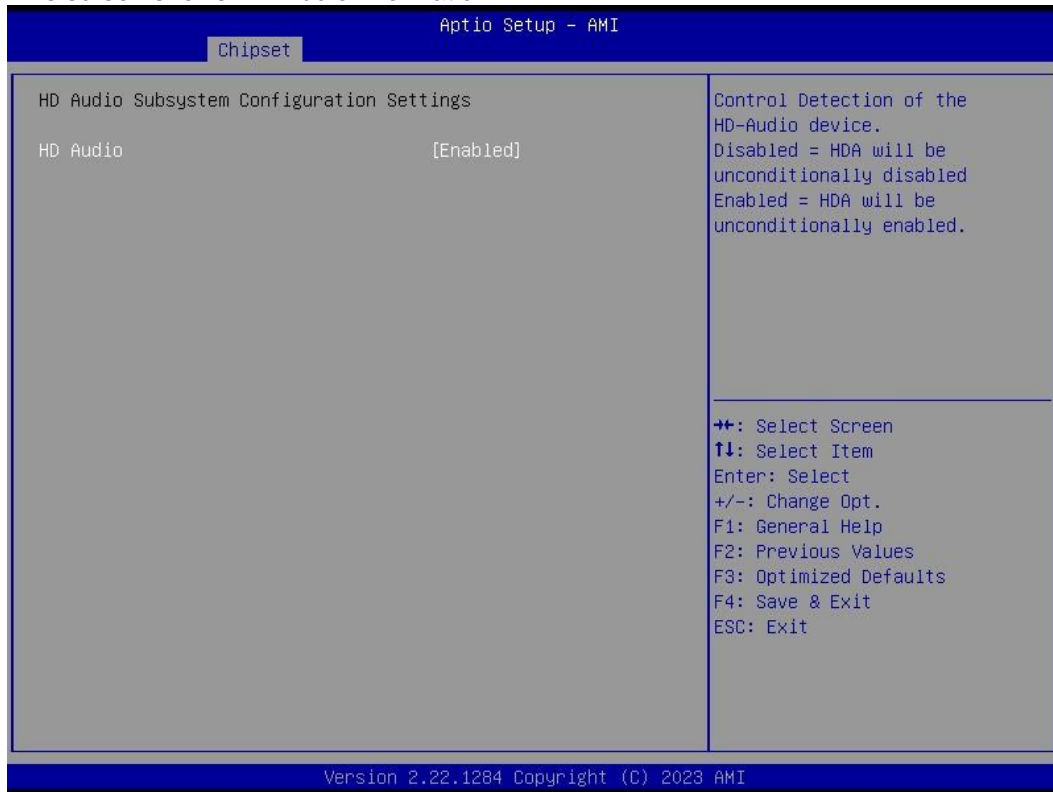 Aptio Setup – AMI
Chipset
HD Audio Subsystem Configuration Settings
HD Audio [Enabled]
Control Detection of the
HD-Audio device.
Disabled = HDA will be
unconditionally disabled
Enabled = HDA will be
unconditionally enabled.
→←: Select Screen
↑↓: Select Item
Enter: Select
+/-: Change Opt.
F1: General Help
F2: Previous Values
F3: Optimized Defaults
F4: Save & Exit
ESC: Exit
Version 2.22.1284 Copyright (C) 2023 AMI